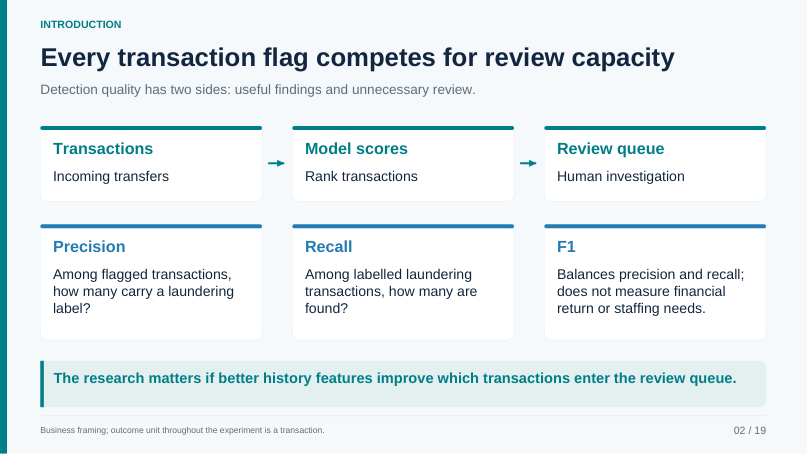 INTRODUCTION
Every transaction flag competes for review capacity
Detection quality has two sides: useful findings and unnecessary review.
Transactions
Incoming transfers
Model scores
Rank transactions
Review queue
Human investigation
Precision
Among flagged transactions,
how many carry a laundering
label?
Recall
Among labelled laundering
transactions, how many are
found?
F1
Balances precision and recall;
does not measure financial
return or staffing needs.
The research matters if better history features improve which transactions enter the review queue.
Business framing; outcome unit throughout the experiment is a transaction.
02 / 19